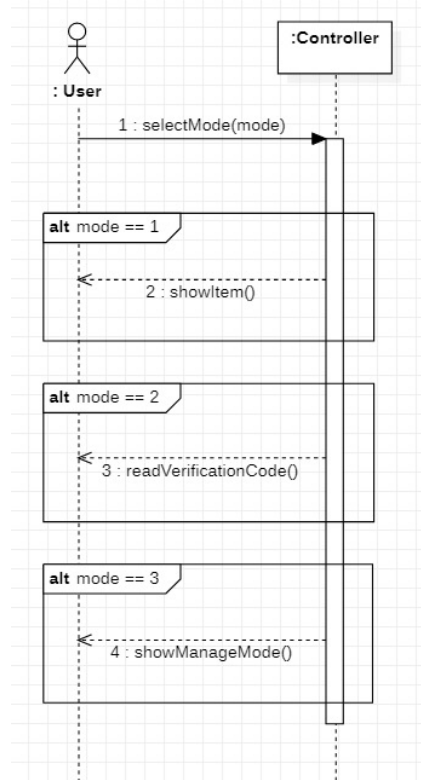 :Controller
: User
1 : selectMode(mode)
alt mode == 1
2 : showItem()
alt mode == 2
3 : readVerificationCode()
alt mode == 3
4 : showManageMode()